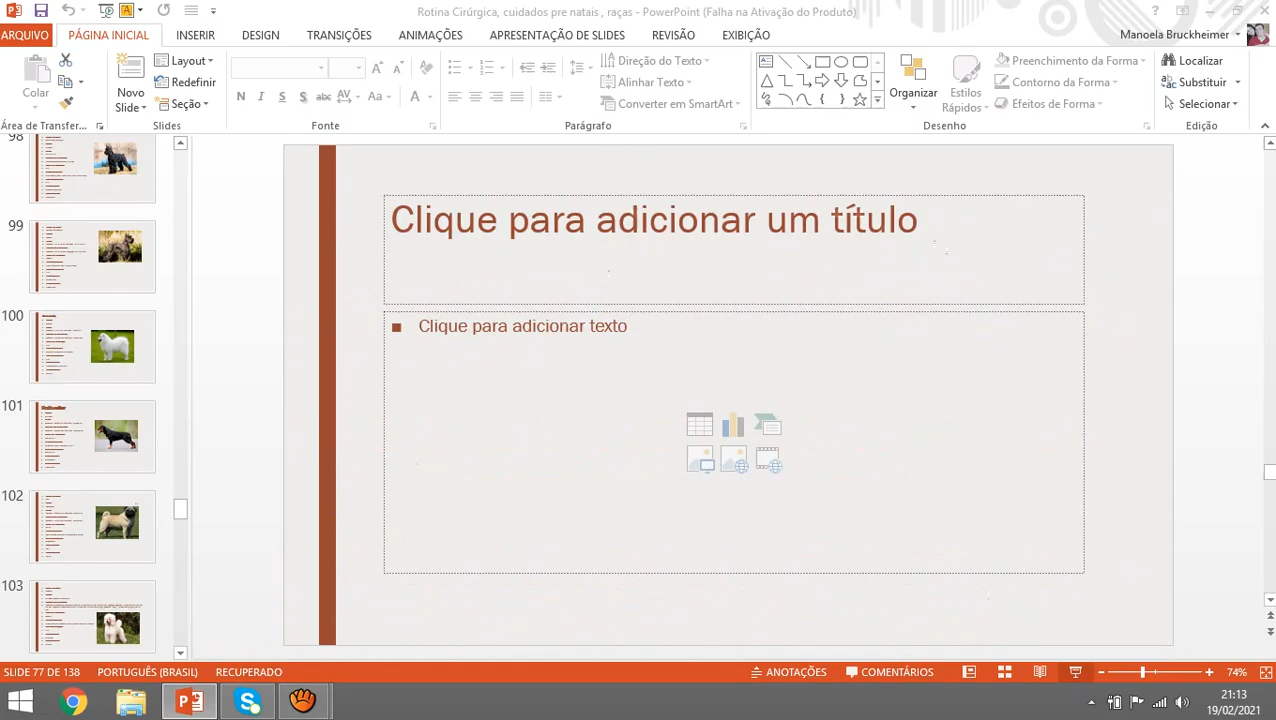 Rotina Cirúrgica, cuidados pre natais , raças - PowerPoint (Falha na Ativação do Produto)
ARQUIVO PÁGINA INICIAL INSERIR DESIGN TRANSIÇÕES ANIMAÇÕES APRESENTAÇÃO DE SLIDES REVISÃO EXIBIÇÃO Manoela Bruckheimer
Layout Direção do Texto Preenchimento da Forma Localizar
Colar Novo Slide Redefinir Alinhar Texto Organizar Estilos Rápidos Contorno da Forma Substituir
Seção N I S S abc AV Aa A Converter em SmartArt Efeitos de Forma Selecionar
Área de Transfer... Slides Fonte Parágrafo Desenho Edição
98
99
100
101
102
103
Clique para adicionar um título
Clique para adicionar texto
SLIDE 77 DE 138 PORTUGUÊS (BRASIL) RECUPERADO ANOTAÇÕES COMENTÁRIOS 74%
21:13
19/02/2021